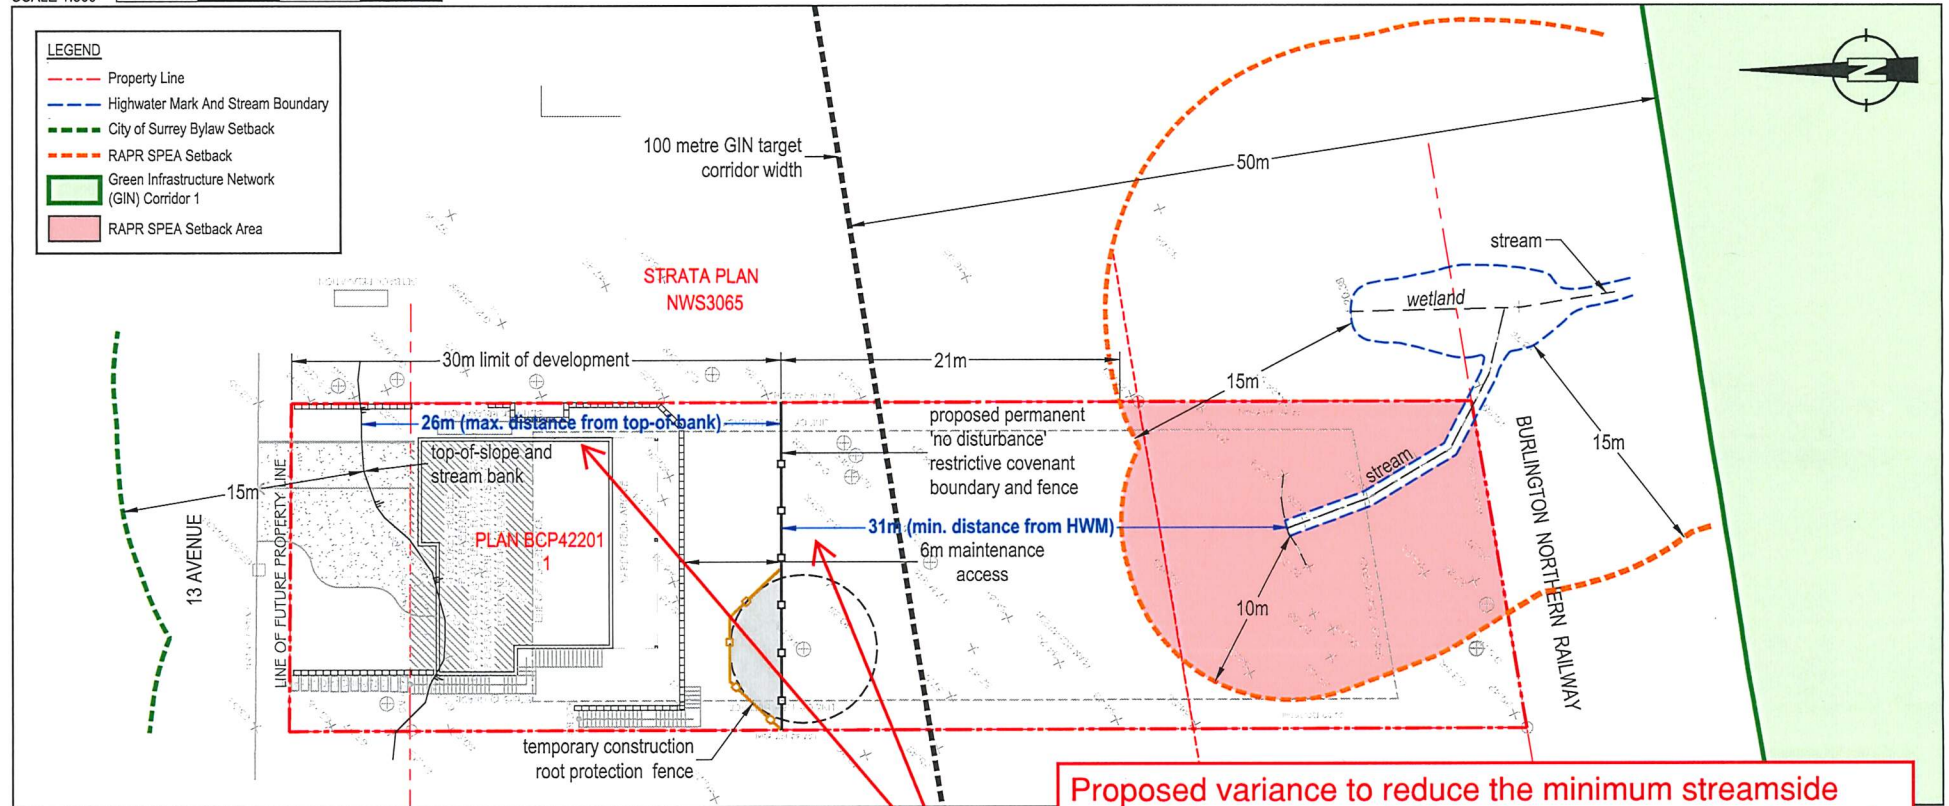 LEGEND
Property Line
Highwater Mark And Stream Boundary
City of Surrey Bylaw Setback
RAPR SPEA Setback
Green Infrastructure Network
(GIN) Corridor 1
RAPR SPEA Setback Area
100 metre GIN target
corridor width
50m
N
stream
wetland
STRATA PLAN
NWS3065
30m limit of development
21m
15m
26m (max. distance from top-of-bank)
top-of-slope and
stream bank
proposed permanent
'no disturbance'
restrictive covenant
boundary and fence
stream
15m
15m
13 AVENUE
LINE OF FUTURE PROPERTY LINE
PLAN BCP42201
1
31m (min. distance from HWM)
6m maintenance
access
10m
BURLINGTON NORTHERN RAILWAY
temporary construction
root protection fence
Proposed variance to reduce the minimum streamside